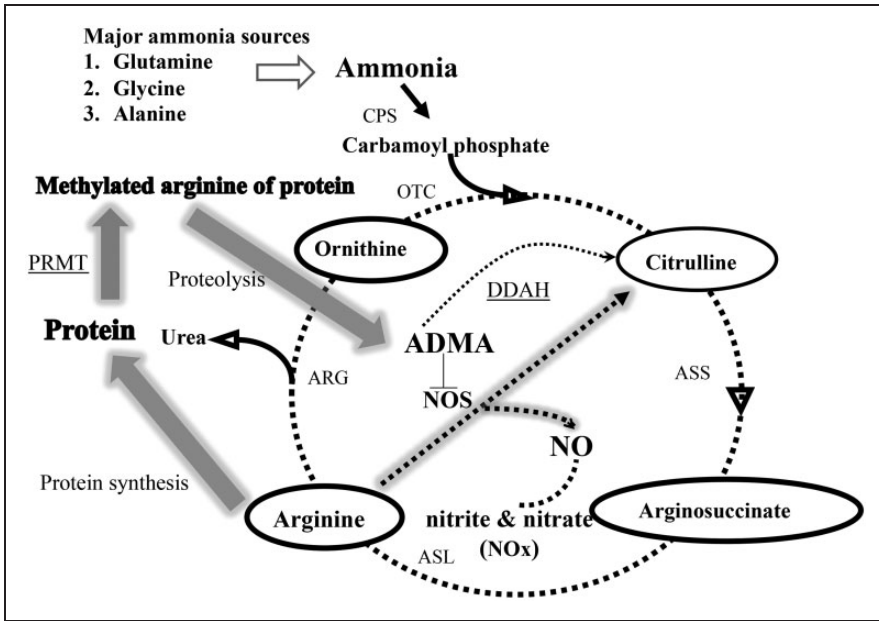 Major ammonia sources
1. Glutamine
2. Glycine
3. Alanine
Ammonia
CPS
Carbamoyl phosphate
Methylated arginine of protein
OTC
Ornithine
Citrulline
PRMT
Proteolysis
DDAH
Protein
Urea
ADMA
ARG
ASS
NOS
NO
Protein synthesis
Arginine
nitrite & nitrate
(NOx)
Arginosuccinate
ASL